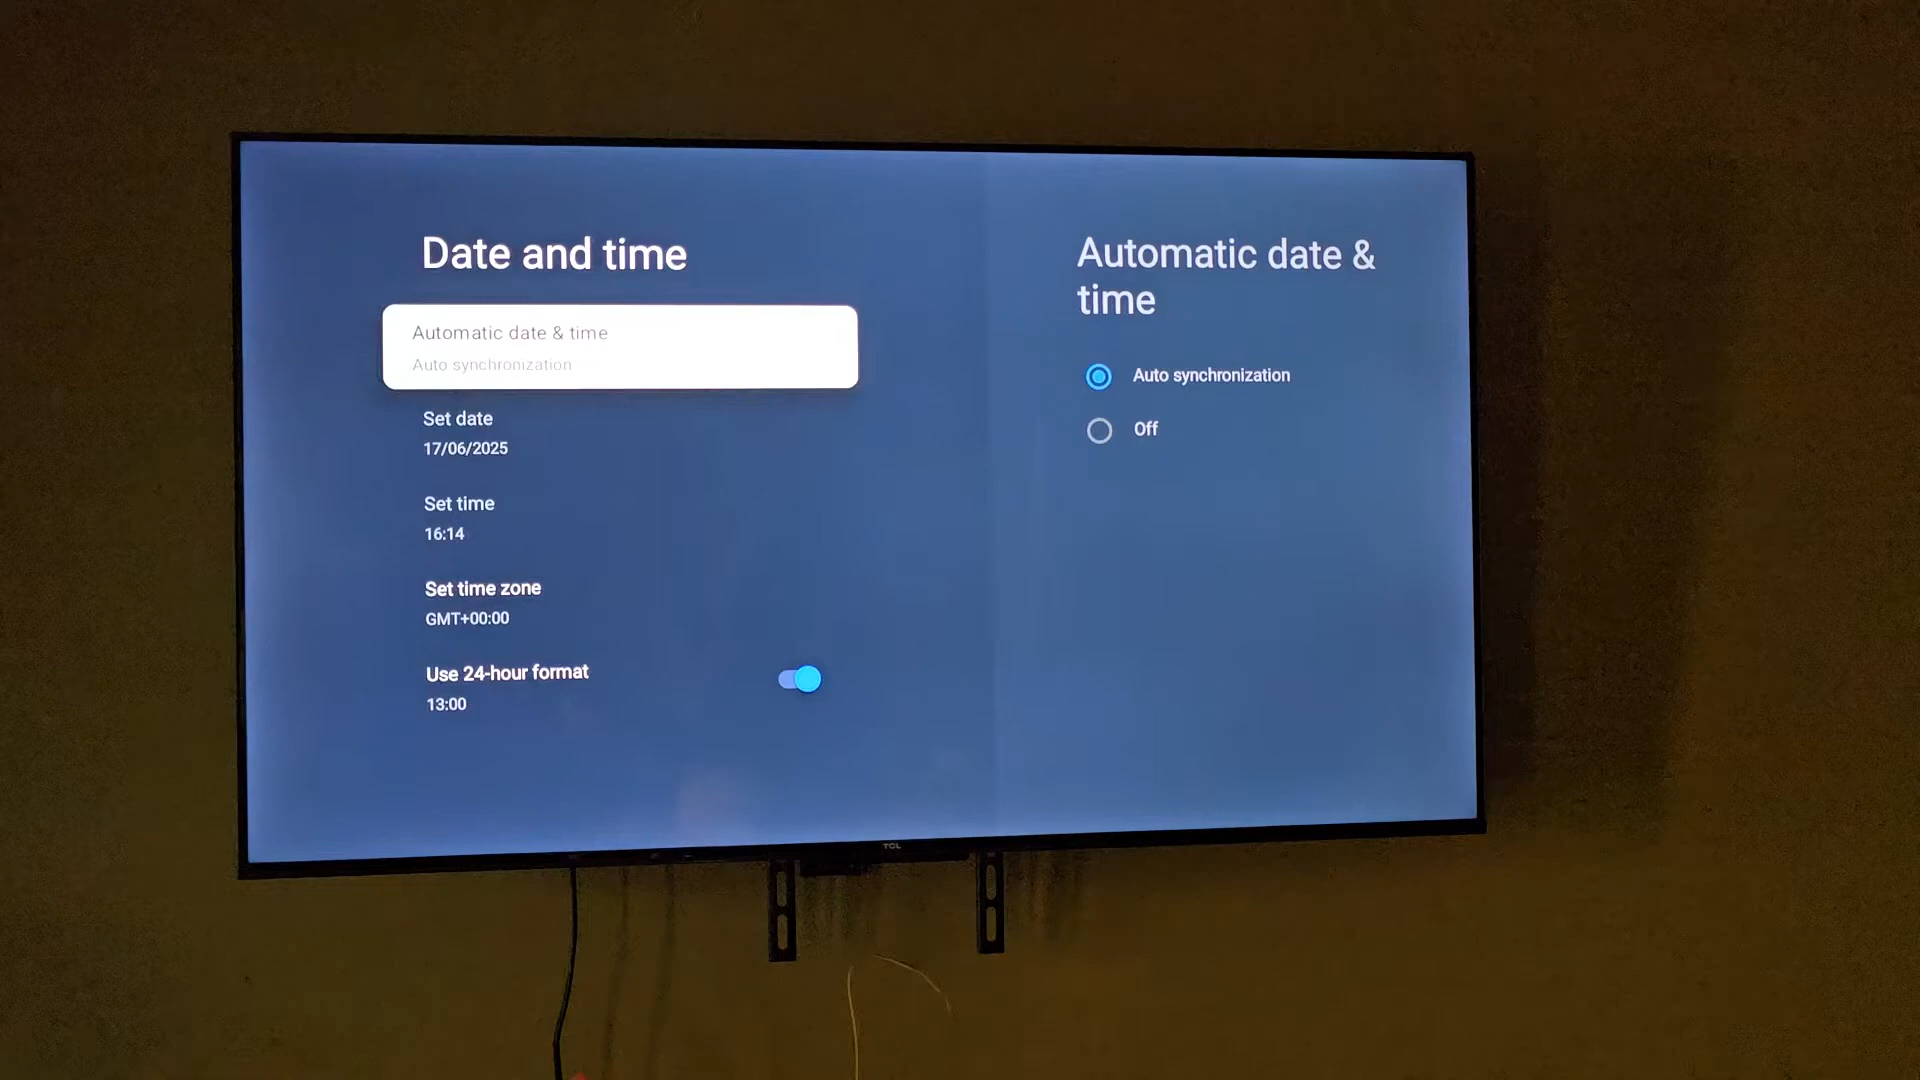 Date and time
Automatic date & time
Auto synchronization
Set date
17/06/2025
Set time
16:14
Set time zone
GMT+00:00
Use 24-hour format
13:00
Automatic date &
time
Auto synchronization
Off
TCL